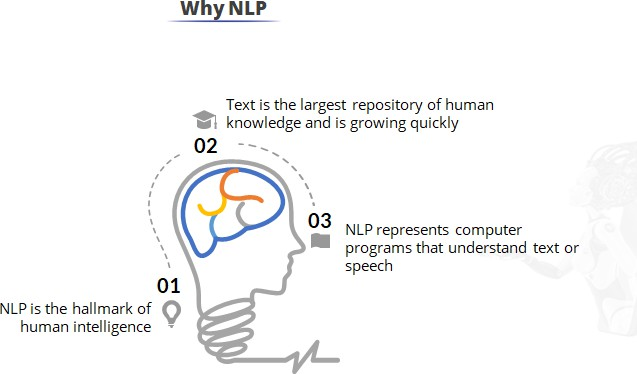 Why NLP
01
NLP is the hallmark of
human intelligence
02
Text is the largest repository of human
knowledge and is growing quickly
03
NLP represents computer
programs that understand text or
speech